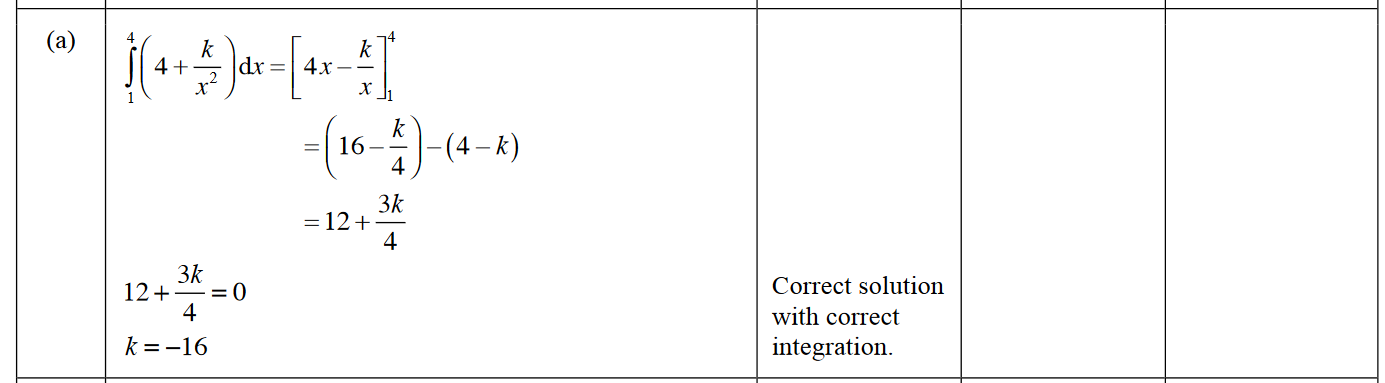 (a) ∫₁⁴ (4 + k/x²) dx = [4x − k/x]₁⁴
= (16 − k/4) − (4 − k)
= 12 + 3k/4
12 + 3k/4 = 0
k = −16
Correct solution
with correct
integration.